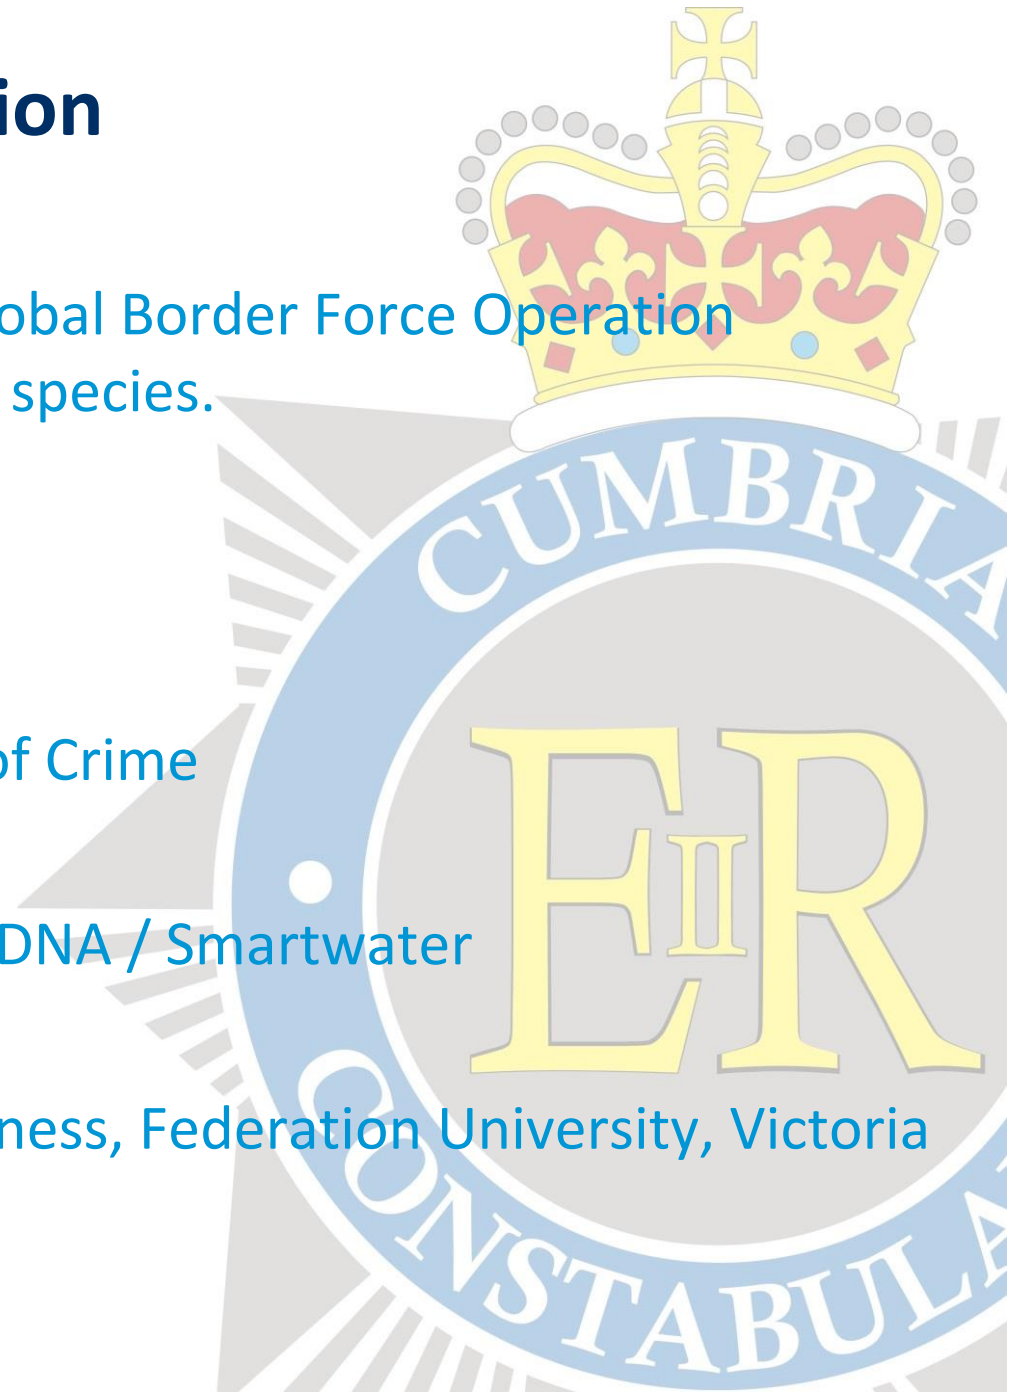 ion
obal Border Force Operation
species.
CUMBRIA
of Crime
EIIR
DNA / Smartwater
ness, Federation University, Victoria
CONSTABULA